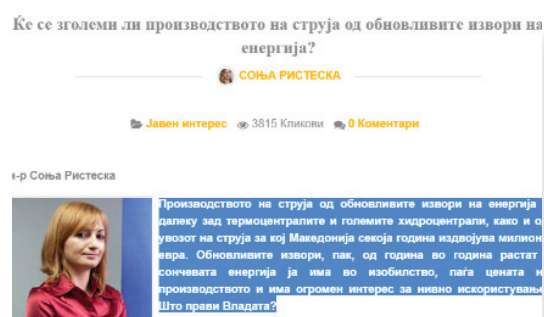 Ќе се зголеми ли производството на струја од обновливите извори на
енергија?
СОЊА РИСТЕСКА
Јавен интерес 3815 Кликови 0 Коментари
м-р Соња Ристеска
Производството на струја од обновливите извори на енергија
далеку зад термоцентралите и големите хидроцентрали, како и од
увозот на струја за кој Македонија секоја година издвојува милион
евра. Обновливите извори, пак, од година во година растат
сончевата енергија ја има во изобилство, паѓа цената н
производството и има огромен интерес за нивно искористување
Што прави Владата?